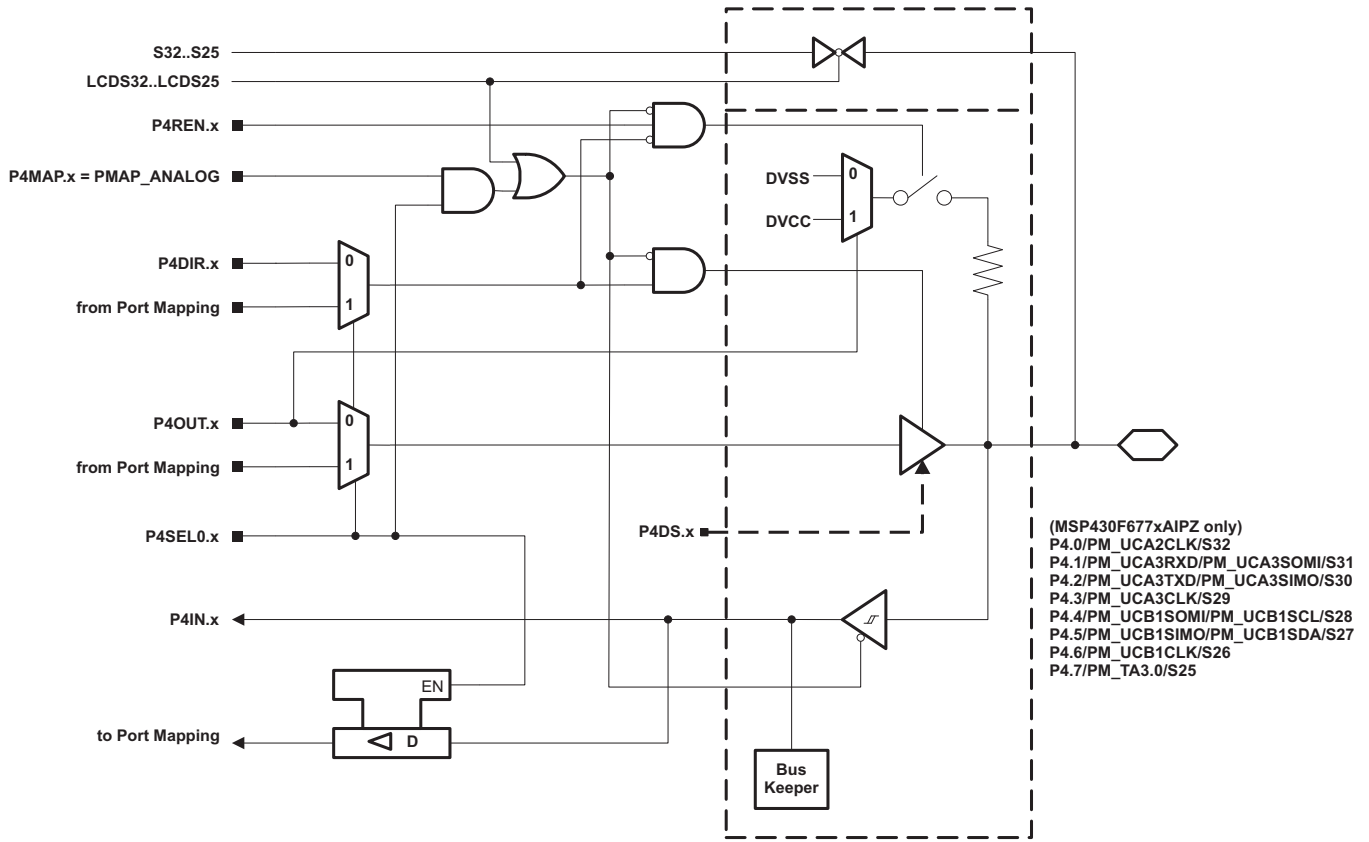 S32..S25
LCDS32..LCDS25
P4REN.x
P4MAP.x = PMAP_ANALOG
DVSS
0
DVCC
1
P4DIR.x
0
from Port Mapping
1
P4OUT.x
0
from Port Mapping
1
P4SEL0.x
P4DS.x
(MSP430F677xAIPZ only)
P4.0/PM_UCA2CLK/S32
P4.1/PM_UCA3RXD/PM_UCA3SOMI/S31
P4.2/PM_UCA3TXD/PM_UCA3SIMO/S30
P4.3/PM_UCA3CLK/S29
P4.4/PM_UCB1SOMI/PM_UCB1SCL/S28
P4.5/PM_UCB1SIMO/PM_UCB1SDA/S27
P4.6/PM_UCB1CLK/S26
P4.7/PM_TA3.0/S25
P4IN.x
EN
to Port Mapping
D
Bus
Keeper